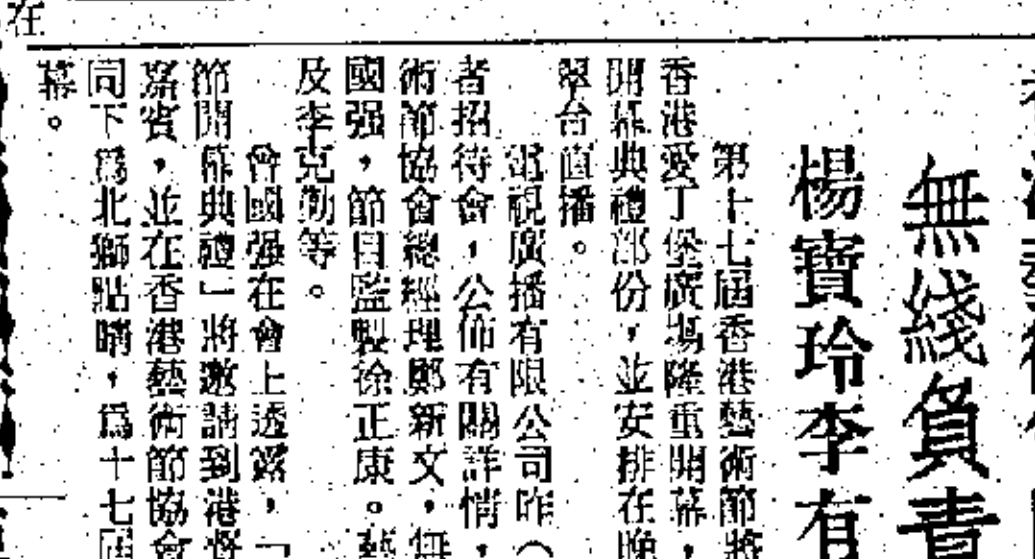 無綫負責
楊寶玲李有
第十七屆香港藝術節將
香港愛丁堡廣場隆重開幕，
開幕典禮部份，並安排在晚
翠台直播。
電視廣播有限公司昨（
者招待會，公佈有關詳情，
術節協會總經理鄭新文，無
國强，節目監製徐正康。藝
及李克勤等。
曾國强在會上透露，「
節開幕典禮」將邀請到港督
嘉賓，並在香港藝術節協會
同下爲北獅點睛，爲十七屆
幕。
在